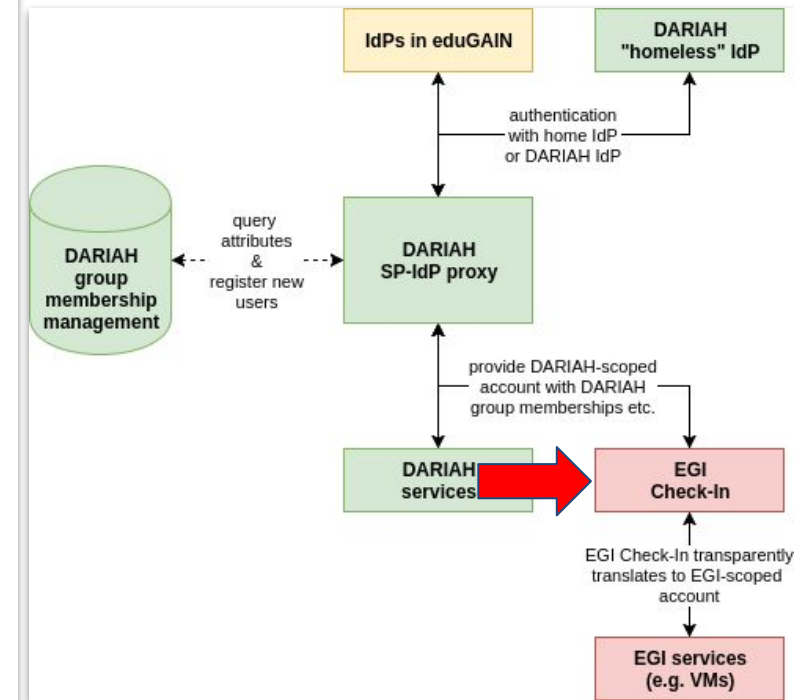 IdPs in eduGAIN
DARIAH
"homeless" IdP
authentication
with home IdP
or DARIAH IdP
DARIAH
group
membership
management
query
attributes
&
register new
users
DARIAH
SP-IdP proxy
provide DARIAH-scoped
account with DARIAH
group memberships etc.
DARIAH
services
EGI
Check-In
EGI Check-In transparently
translates to EGI-scoped
account
EGI services
(e.g. VMs)